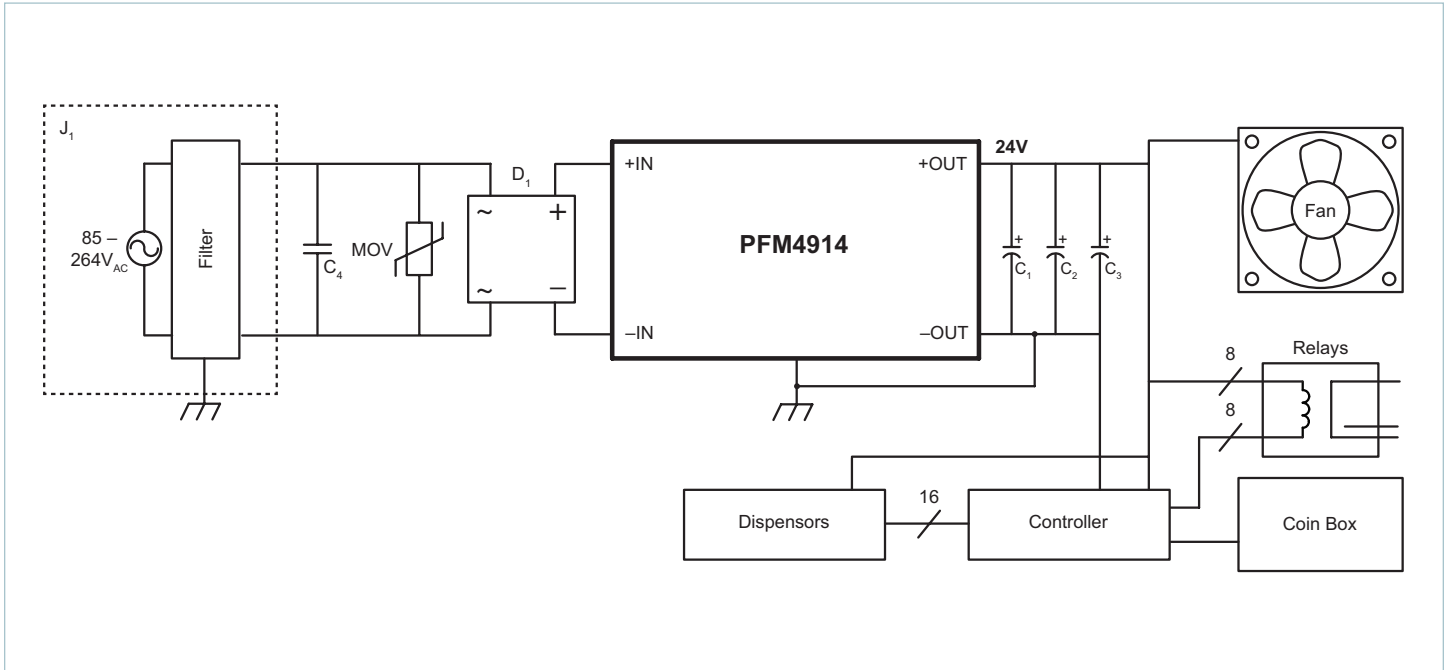 J1
85 –
264VAC
Filter
C4
MOV
D1
~
+
~
–
+IN
–IN
PFM4914
+OUT
–OUT
24V
+
C1
+
C2
+
C3
Fan
8
Relays
8
Dispensors
16
Controller
Coin Box